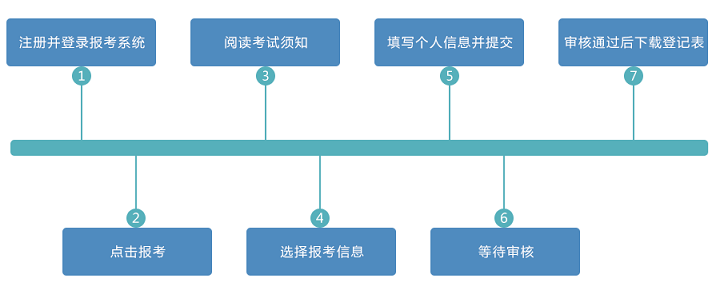 注册并登录报考系统
阅读考试须知
填写个人信息并提交
审核通过后下载登记表
1
3
5
7
2
4
6
点击报考
选择报考信息
等待审核